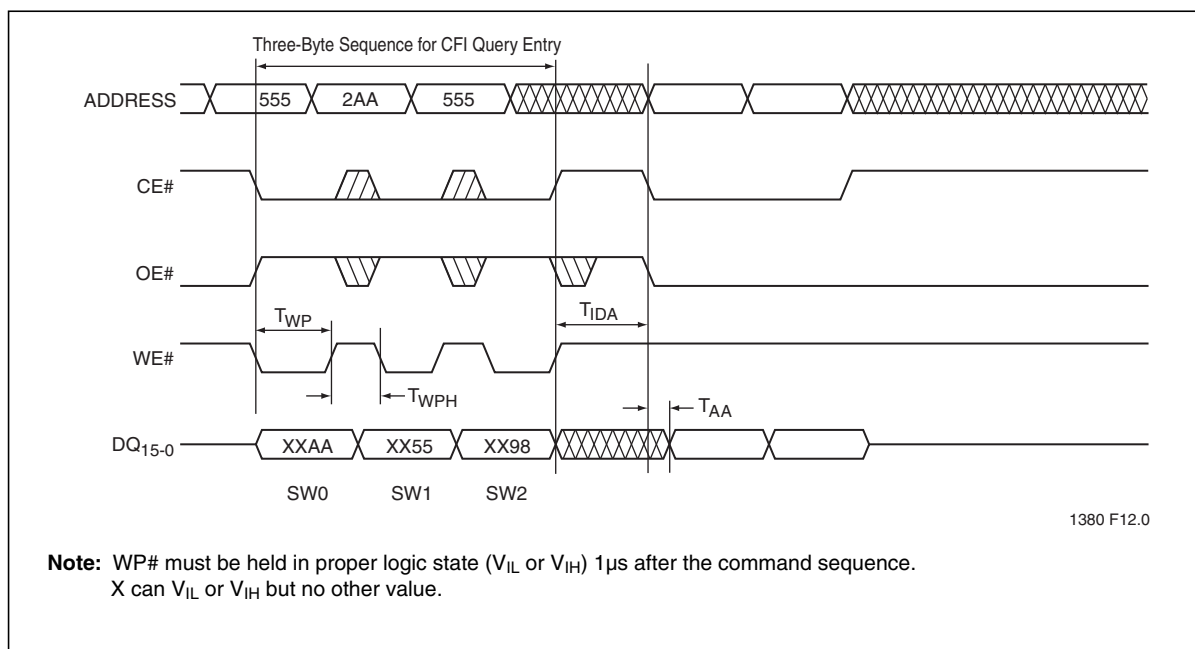 Three-Byte Sequence for CFI Query Entry
ADDRESS 555 2AA 555
CE#
OE#
TWP TIDA
WE#
TWPH TAA
DQ15-0 XXAA XX55 XX98
SW0 SW1 SW2
1380 F12.0
Note: WP# must be held in proper logic state (VIL or VIH) 1µs after the command sequence.
X can VIL or VIH but no other value.